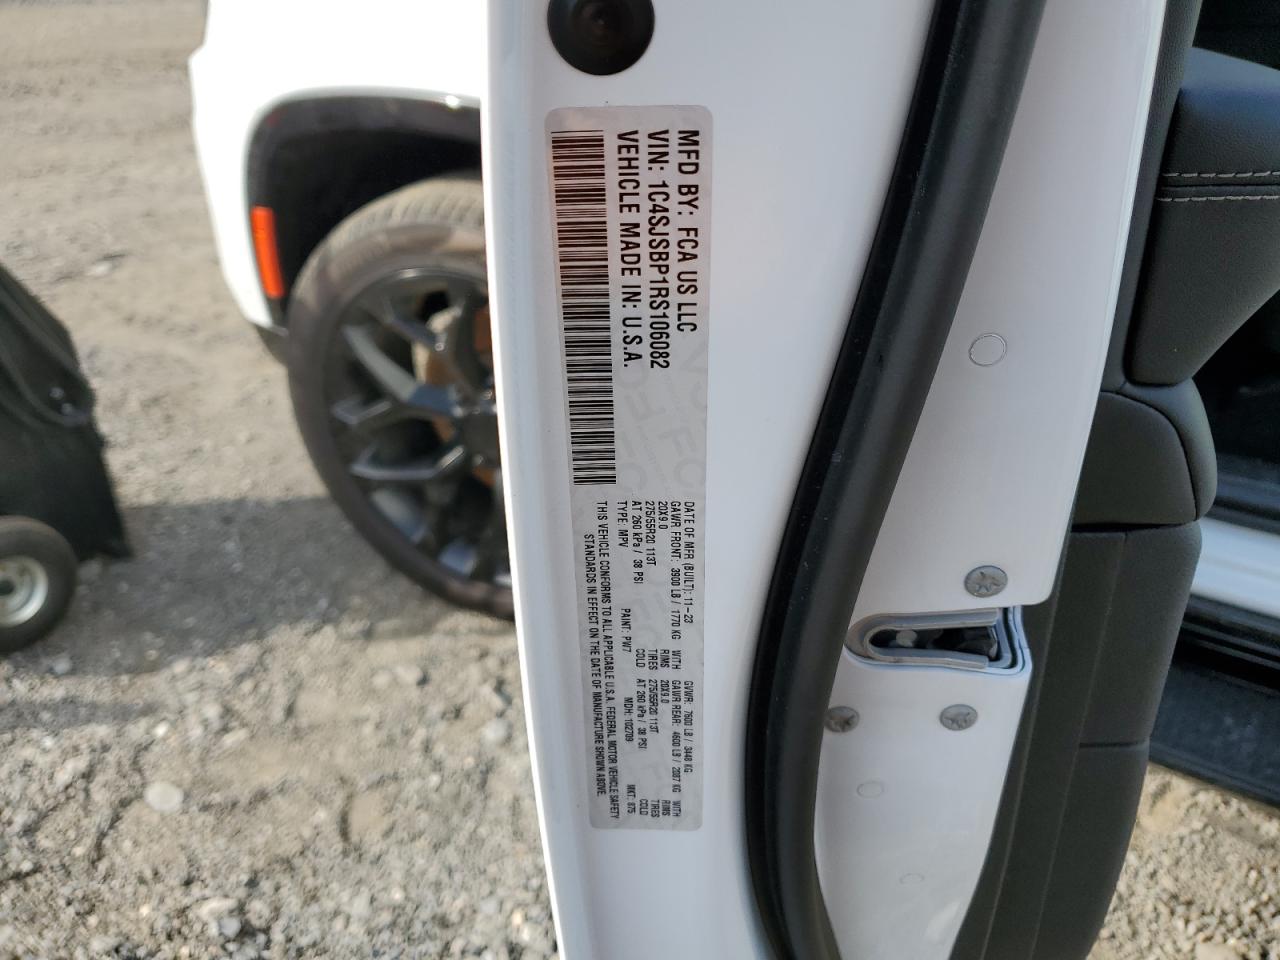 MFD BY: FCA US LLC
VIN: 1C4SJSBP1RS106082
VEHICLE MADE IN: U.S.A.
DATE OF MFR (BUILT): 11-23 GVWR: 7600 LB / 3448 KG
GAWR FRONT: 3900 LB / 1770 KG WITH GAWR REAR: 4600 LB / 2087 KG WITH
20X9.0 RIMS 20X9.0 RIMS
275/55R20 113T TIRES 275/55R20 113T TIRES
AT 260 kPa / 38 PSI COLD AT 260 kPa / 38 PSI COLD
TYPE: MPV PAINT: PW7 MDH: 102709 MKT: 875
THIS VEHICLE CONFORMS TO ALL APPLICABLE U.S.A. FEDERAL MOTOR VEHICLE SAFETY
STANDARDS IN EFFECT ON THE DATE OF MANUFACTURE SHOWN ABOVE.